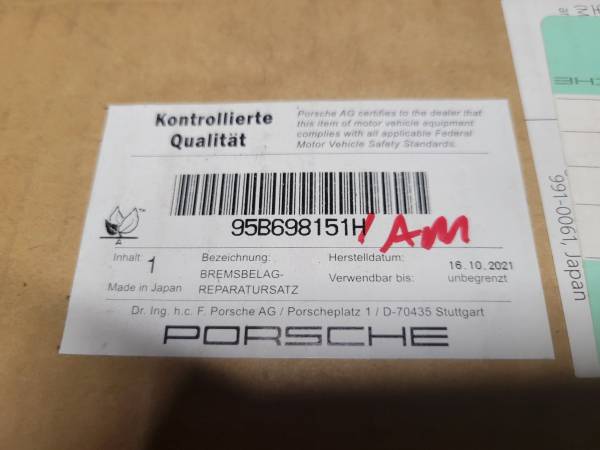 Kontrollierte
Qualität
Porsche AG certifies to the dealer that
this item of motor vehicle equipment
complies with all applicable Federal
Motor Vehicle Safety Standards.
95B698151H
AM
Inhalt: 1
Made in Japan
Bezeichnung:
BREMSBELAG-
REPARATURSATZ
Herstelldatum: 16.10.2021
Verwendbar bis: unbegrenzt
Dr. Ing. h.c. F. Porsche AG / Porscheplatz 1 / D-70435 Stuttgart
PORSCHE
991-0061, Japan